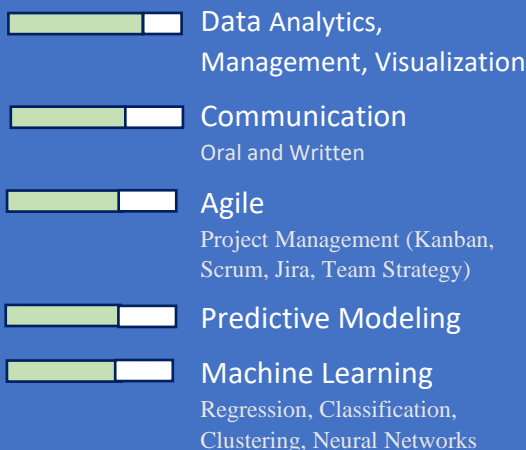 Data Analytics,
Management, Visualization
Communication
Oral and Written
Agile
Project Management (Kanban,
Scrum, Jira, Team Strategy)
Predictive Modeling
Machine Learning
Regression, Classification,
Clustering, Neural Networks